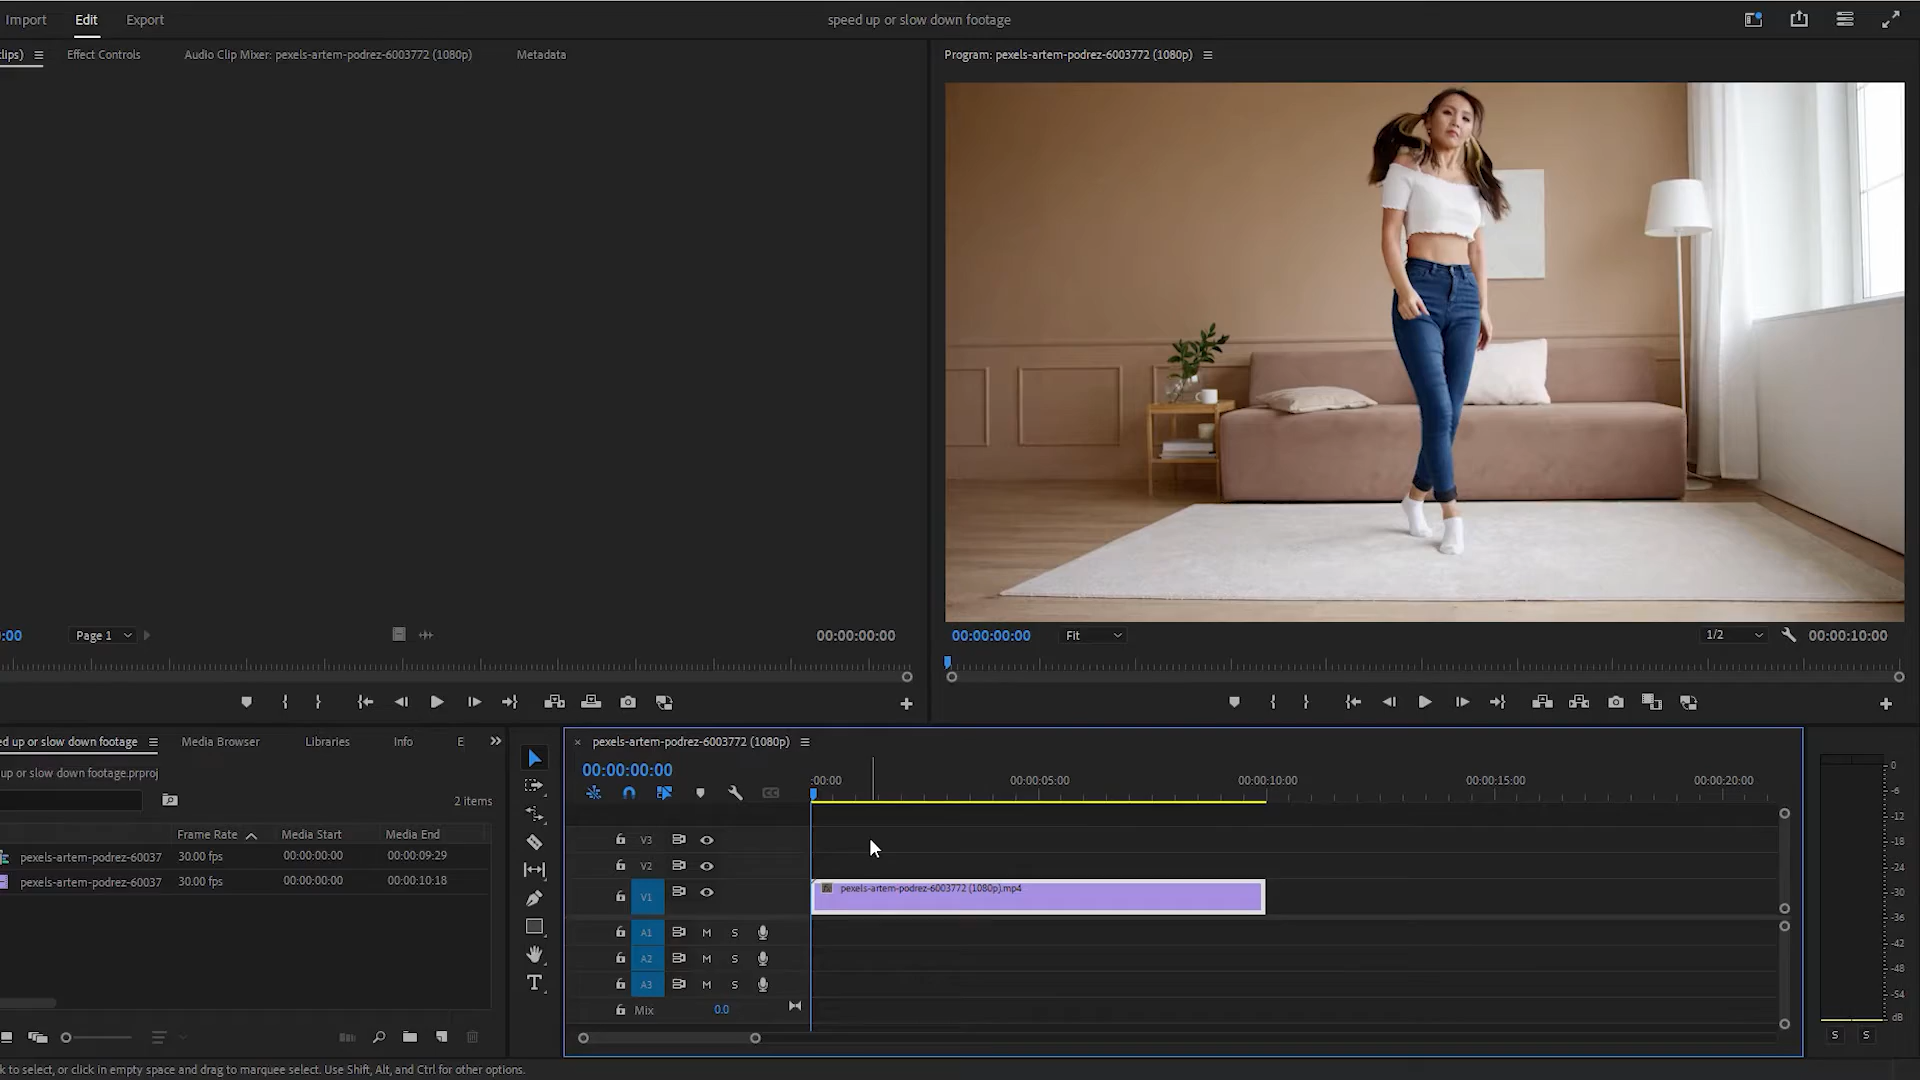 Import Edit Export speed up or slow down footage
clips) Effect Controls Audio Clip Mixer: pexels-artem-podrez-6003772 (1080p) Metadata Program: pexels-artem-podrez-6003772 (1080p)
:00 Page 1 00:00:00:00 00:00:00:00 Fit 1/2 00:00:10:00
ed up or slow down footage Media Browser Libraries Info E
up or slow down footage.prproj
2 items
Frame Rate Media Start Media End
pexels-artem-podrez-60037 30.00 fps 00:00:00:00 00:00:09:29
pexels-artem-podrez-60037 30.00 fps 00:00:00:00 00:00:10:18
T
× pexels-artem-podrez-6003772 (1080p)
00:00:00:00
:00:00 00:00:05:00 00:00:10:00 00:00:15:00 00:00:20:00
V3
V2
V1 pexels-artem-podrez-6003772 (1080p).mp4
A1 M S
A2 M S
A3 M S
Mix 0.0
0
-6
-12
-18
-24
-30
-36
-42
-48
-54
dB
S S
k to select, or click in empty space and drag to marquee select. Use Shift, Alt, and Ctrl for other options.